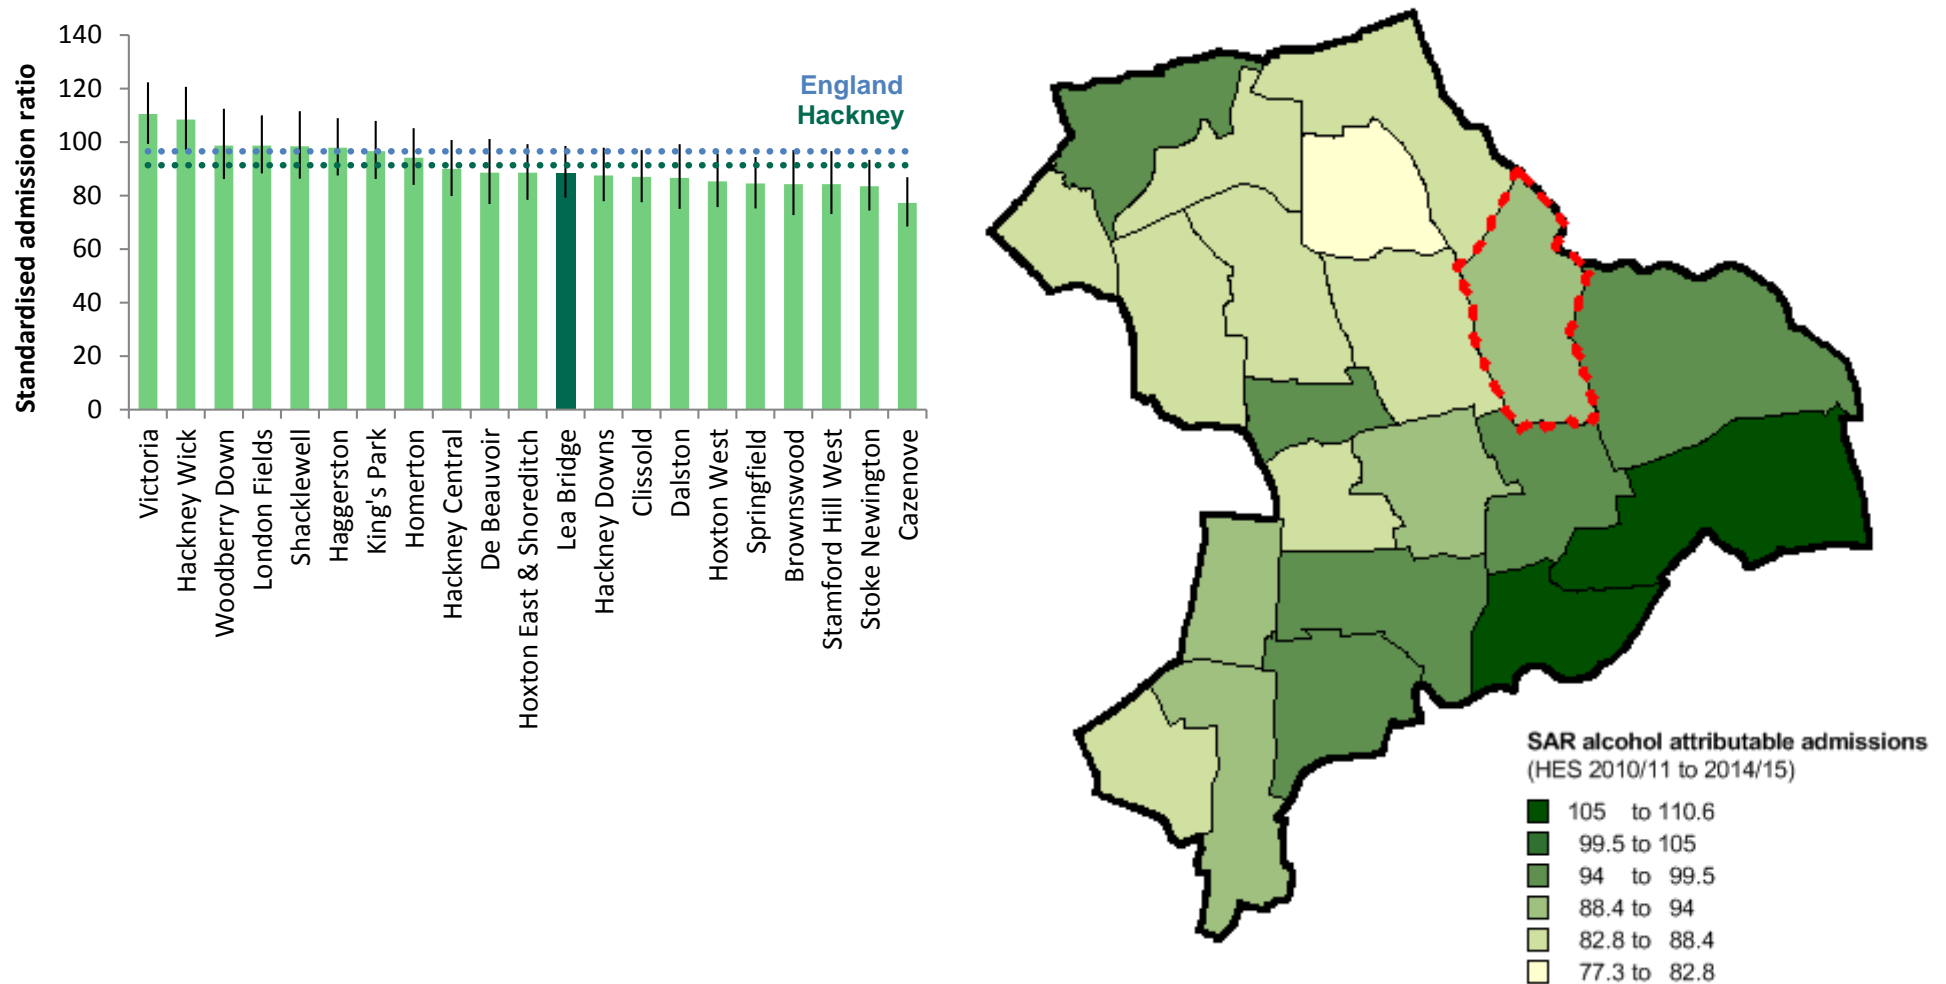 Standardised admission ratio
140
120
100
80
60
40
20
0
England
Hackney
Victoria
Hackney Wick
Woodberry Down
London Fields
Shacklewell
Haggerston
King's Park
Homerton
Hackney Central
De Beauvoir
Hoxton East & Shoreditch
Lea Bridge
Hackney Downs
Clissold
Dalston
Hoxton West
Springfield
Brownswood
Stamford Hill West
Stoke Newington
Cazenove
SAR alcohol attributable admissions
(HES 2010/11 to 2014/15)
105 to 110.6
99.5 to 105
94 to 99.5
88.4 to 94
82.8 to 88.4
77.3 to 82.8